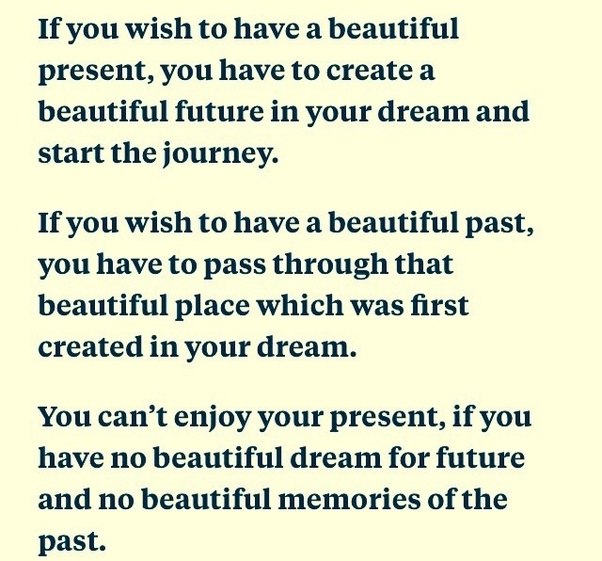 If you wish to have a beautiful
present, you have to create a
beautiful future in your dream and
start the journey.
If you wish to have a beautiful past,
you have to pass through that
beautiful place which was first
created in your dream.
You can’t enjoy your present, if you
have no beautiful dream for future
and no beautiful memories of the
past.